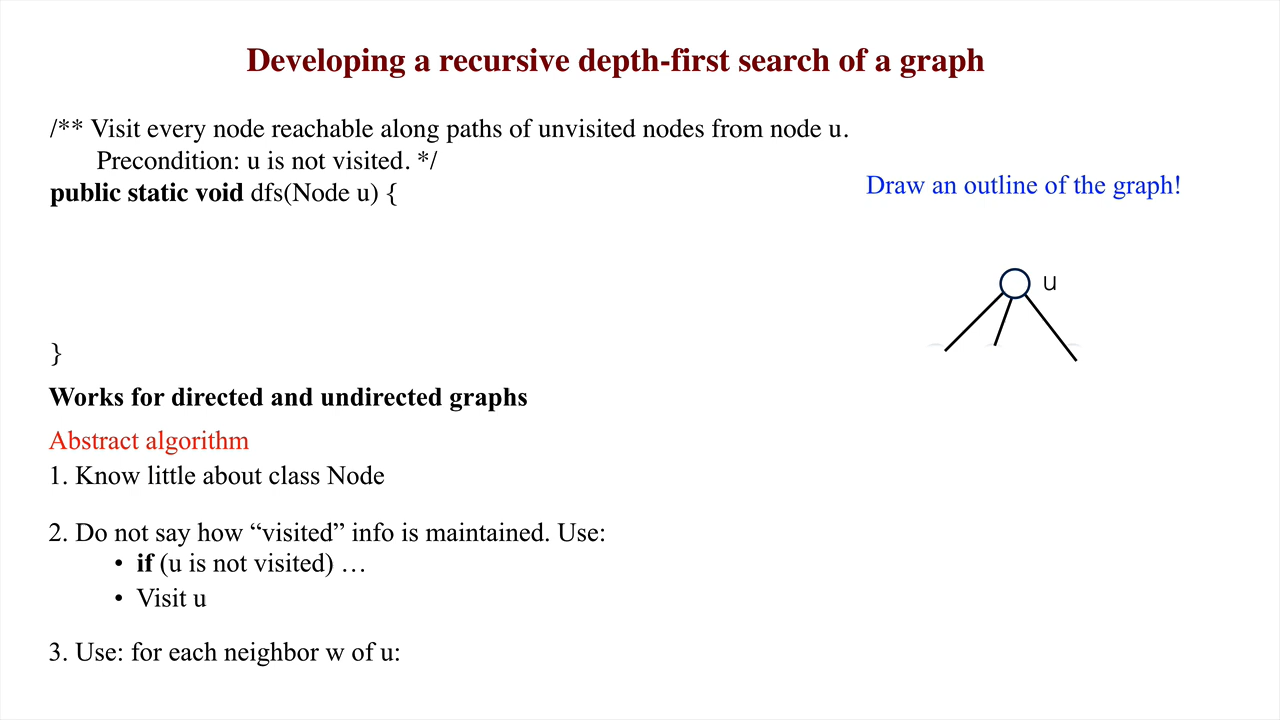 Developing a recursive depth-first search of a graph
/** Visit every node reachable along paths of unvisited nodes from node u.
Precondition: u is not visited. */
public static void dfs(Node u) {
Draw an outline of the graph!
u
}
Works for directed and undirected graphs
Abstract algorithm
1. Know little about class Node
2. Do not say how “visited” info is maintained. Use:
• if (u is not visited) …
• Visit u
3. Use: for each neighbor w of u: